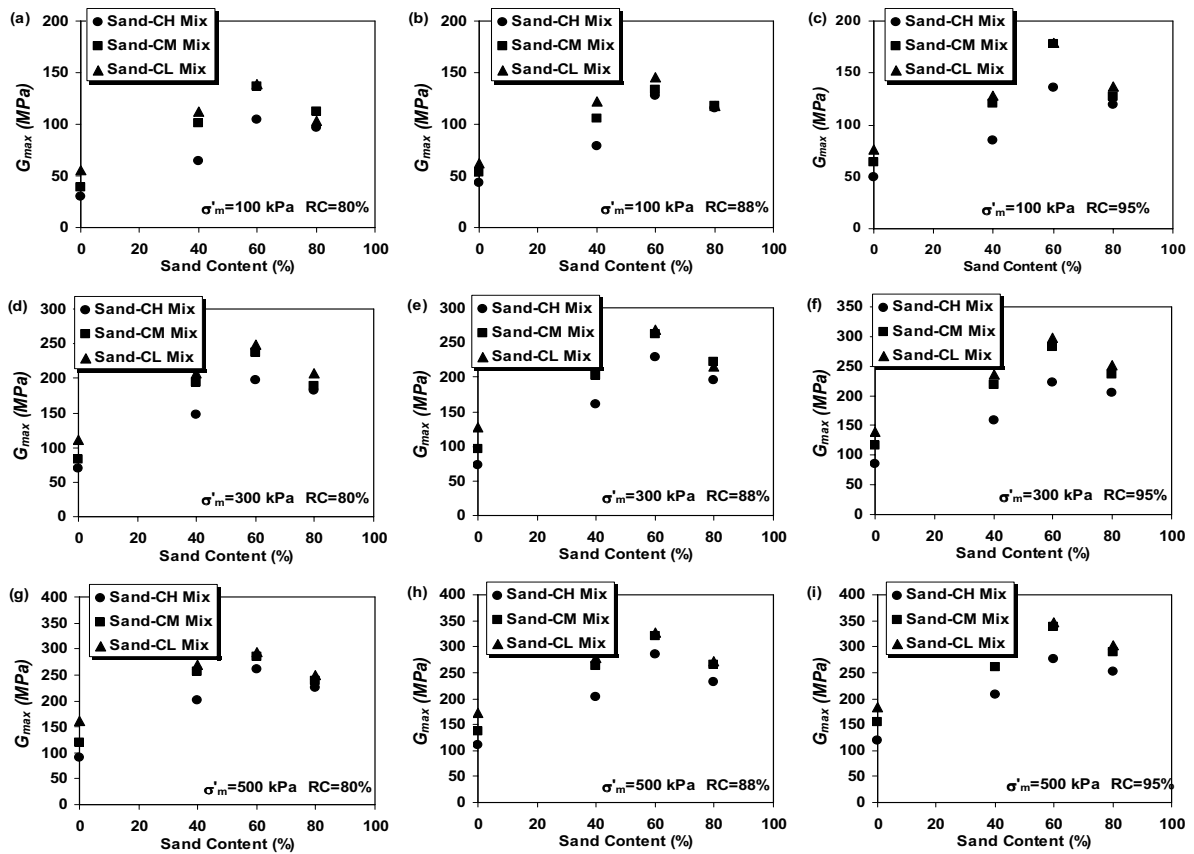 (a)
Sand-CH Mix
Sand-CM Mix
Sand-CL Mix
200
150
100
50
0
Gmax (MPa)
σ'm=100 kPa RC=80%
0 20 40 60 80 100
Sand Content (%)
(b)
Sand-CH Mix
Sand-CM Mix
Sand-CL Mix
200
150
100
50
0
Gmax (MPa)
σ'm=100 kPa RC=88%
0 20 40 60 80 100
Sand Content (%)
(c)
Sand-CH Mix
Sand-CM Mix
Sand-CL Mix
200
150
100
50
0
Gmax (MPa)
σ'm=100 kPa RC=95%
0 20 40 60 80 100
Sand Content (%)
(d)
Sand-CH Mix
Sand-CM Mix
Sand-CL Mix
300
250
200
150
100
50
0
Gmax (MPa)
σ'm=300 kPa RC=80%
0 20 40 60 80 100
Sand Content (%)
(e)
Sand-CH Mix
Sand-CM Mix
Sand-CL Mix
300
250
200
150
100
50
0
Gmax (MPa)
σ'm=300 kPa RC=88%
0 20 40 60 80 100
Sand Content (%)
(f)
Sand-CH Mix
Sand-CM Mix
Sand-CL Mix
350
300
250
200
150
100
50
0
Gmax (MPa)
σ'm=300 kPa RC=95%
0 20 40 60 80 100
Sand Content (%)
(g)
Sand-CH Mix
Sand-CM Mix
Sand-CL Mix
400
350
300
250
200
150
100
50
0
Gmax (MPa)
σ'm=500 kPa RC=80%
0 20 40 60 80 100
Sand Content (%)
(h)
Sand-CH Mix
Sand-CM Mix
Sand-CL Mix
400
350
300
250
200
150
100
50
0
Gmax (MPa)
σ'm=500 kPa RC=88%
0 20 40 60 80 100
Sand Content (%)
(i)
Sand-CH Mix
Sand-CM Mix
Sand-CL Mix
400
350
300
250
200
150
100
50
0
Gmax (MPa)
σ'm=500 kPa RC=95%
0 20 40 60 80 100
Sand Content (%)